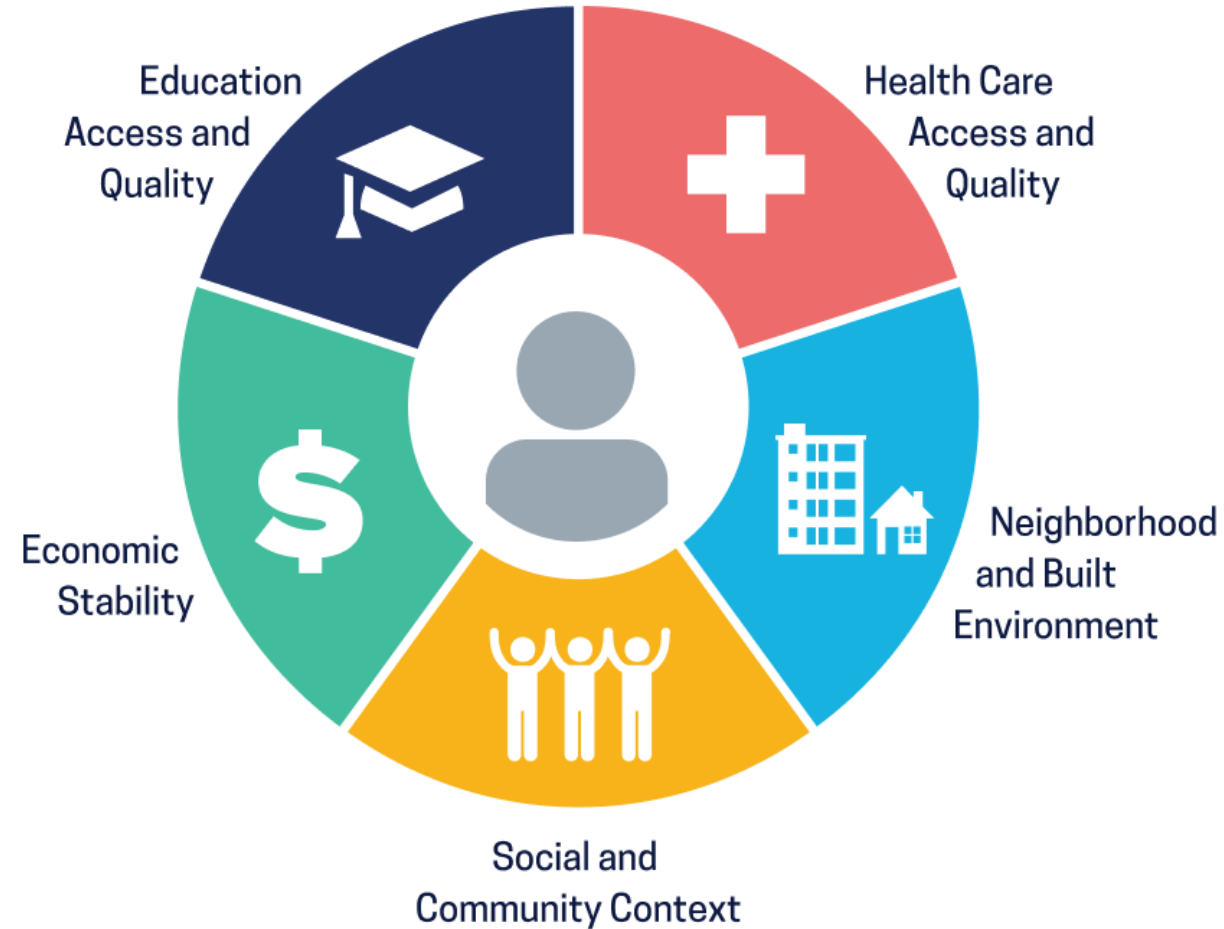 Education
Access and
Quality
Health Care
Access and
Quality
Economic
Stability
Neighborhood
and Built
Environment
Social and
Community Context